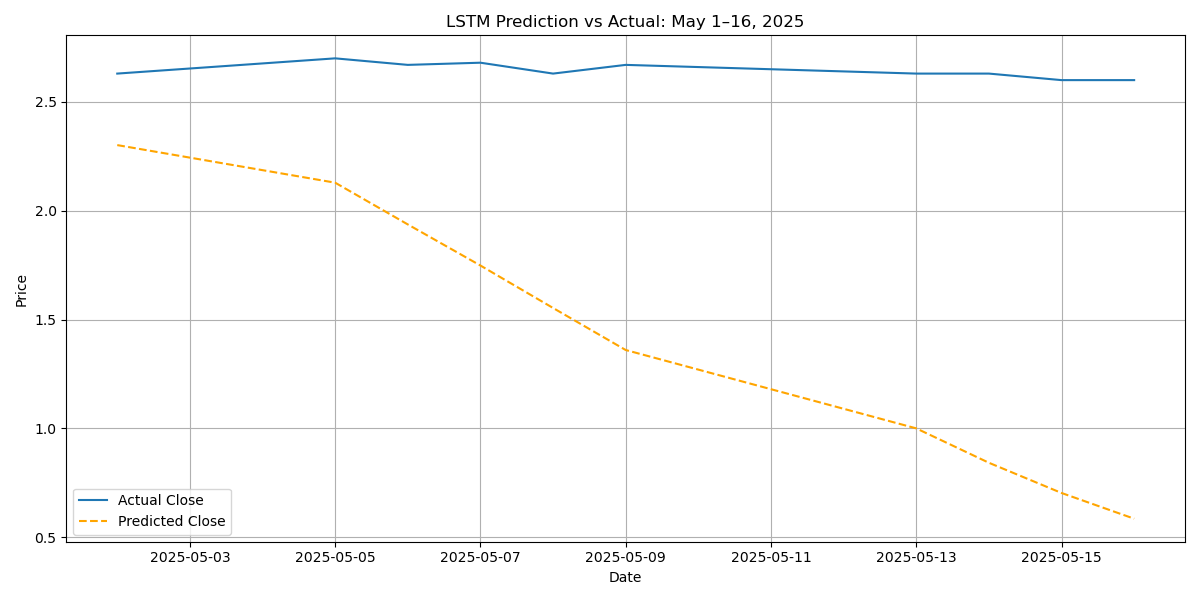 LSTM Prediction vs Actual: May 1–16, 2025
Price
2.5
2.0
1.5
1.0
0.5
Actual Close
Predicted Close
2025-05-03
2025-05-05
2025-05-07
2025-05-09
2025-05-11
2025-05-13
2025-05-15
Date